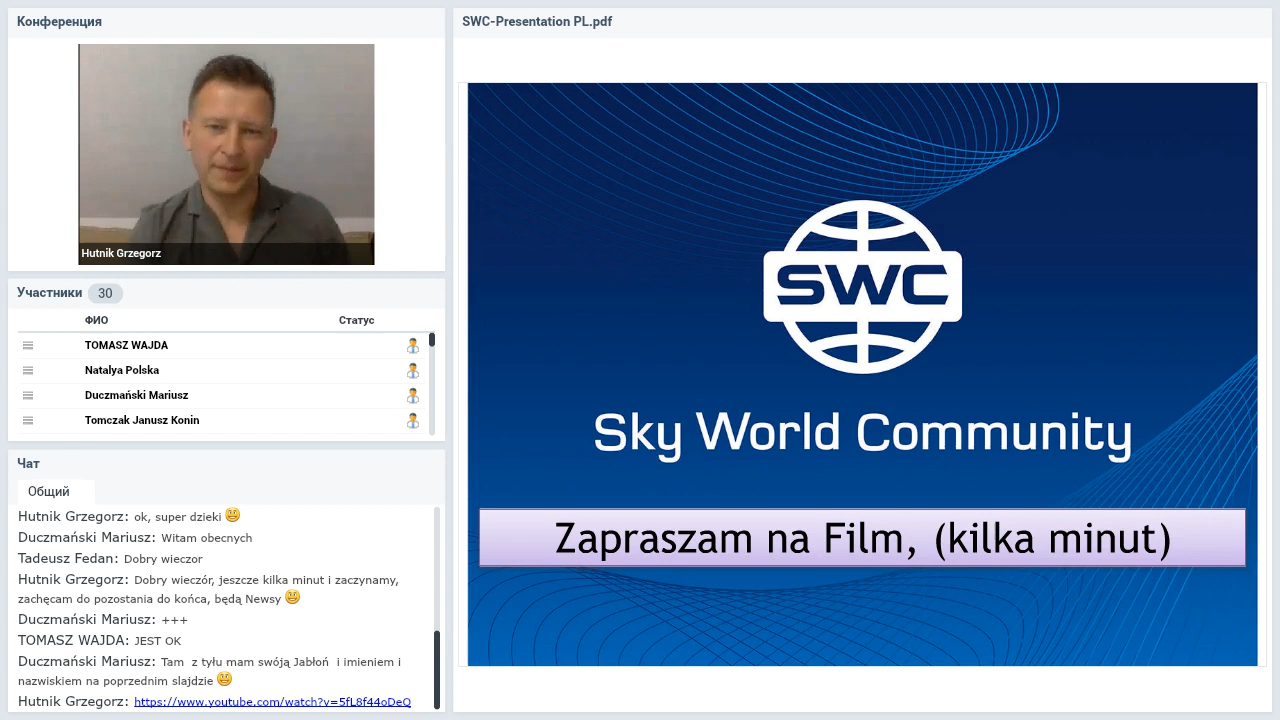 Конференция
Hutnik Grzegorz
Участники 30
ФИО Статус
TOMASZ WAJDA
Natalya Polska
Duczmański Mariusz
Tomczak Janusz Konin
Чат
Общий
Hutnik Grzegorz: ok, super dzieki
Duczmański Mariusz: Witam obecnych
Tadeusz Fedan: Dobry wieczor
Hutnik Grzegorz: Dobry wieczór, jeszcze kilka minut i zaczynamy,
zachęcam do pozostania do końca, będą Newsy
Duczmański Mariusz: +++
TOMASZ WAJDA: JEST OK
Duczmański Mariusz: Tam z tyłu mam swóją Jabłoń i imieniem i
nazwiskiem na poprzednim slajdzie
Hutnik Grzegorz: https://www.youtube.com/watch?v=5fL8f44oDeQ
SWC-Presentation PL.pdf
SWC
Sky World Community
Zapraszam na Film, (kilka minut)